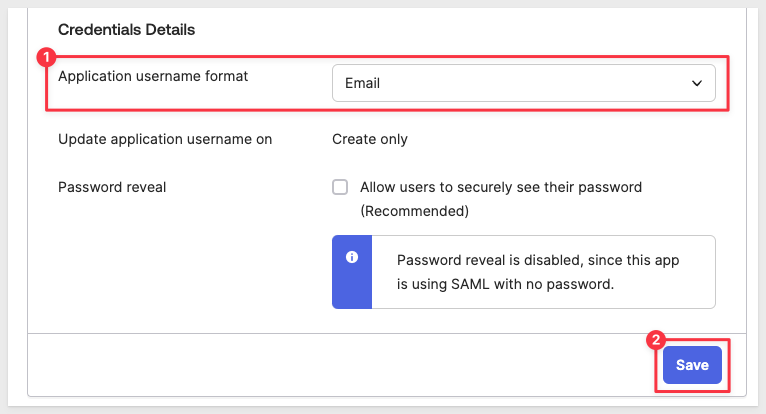 Credentials Details
1
Application username format
Email
Update application username on
Create only
Password reveal
Allow users to securely see their password
(Recommended)
Password reveal is disabled, since this app
is using SAML with no password.
2
Save